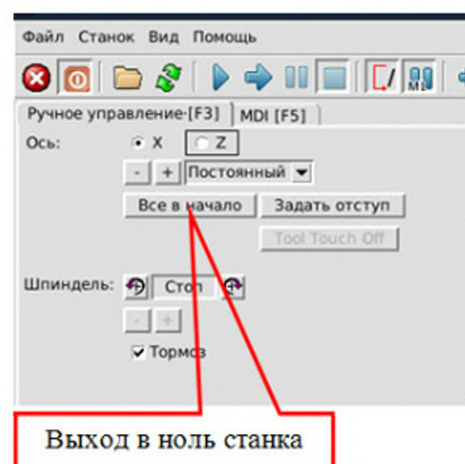 Файл Станок Вид Помощь
Ручное управление [F3] MDI [F5]
Ось: X Z
- + Постоянный
Все в начало Задать отступ
Tool Touch Off
Шпиндель: Стоп
- +
Тормоз
Выход в ноль станка